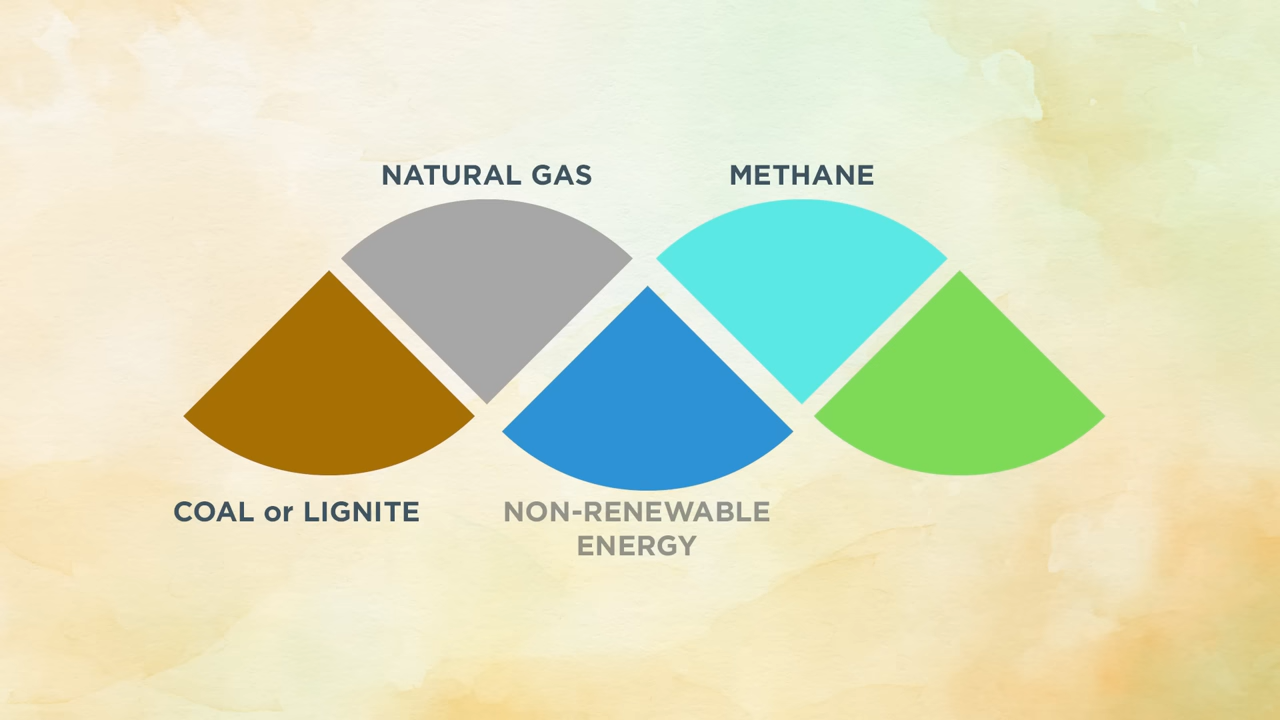 NATURAL GAS
METHANE
COAL or LIGNITE
NON-RENEWABLE
ENERGY